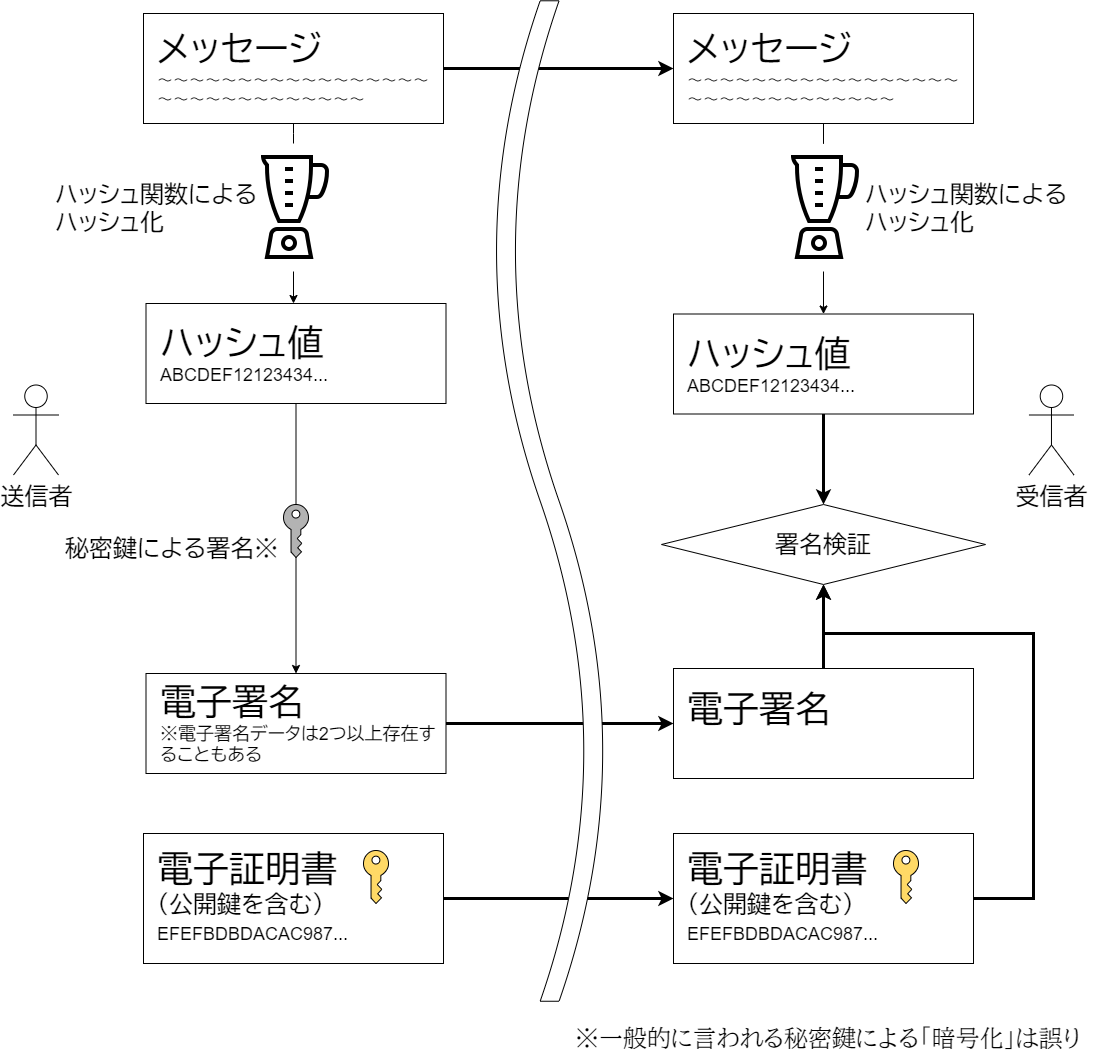 メッセージ
～～～～～～～～～～～～～～～～～
～～～～～～～～～～～～～
ハッシュ関数による
ハッシュ化
ハッシュ値
ABCDEF12123434...
送信者
秘密鍵による署名※
電子署名
※電子署名データは2つ以上存在す
ることもある
電子証明書
（公開鍵を含む）
EFEFBDBDACAC987...
メッセージ
～～～～～～～～～～～～～～～～～
～～～～～～～～～～～～～
ハッシュ関数による
ハッシュ化
ハッシュ値
ABCDEF12123434...
受信者
署名検証
電子署名
電子証明書
（公開鍵を含む）
EFEFBDBDACAC987...
※一般的に言われる秘密鍵による「暗号化」は誤り